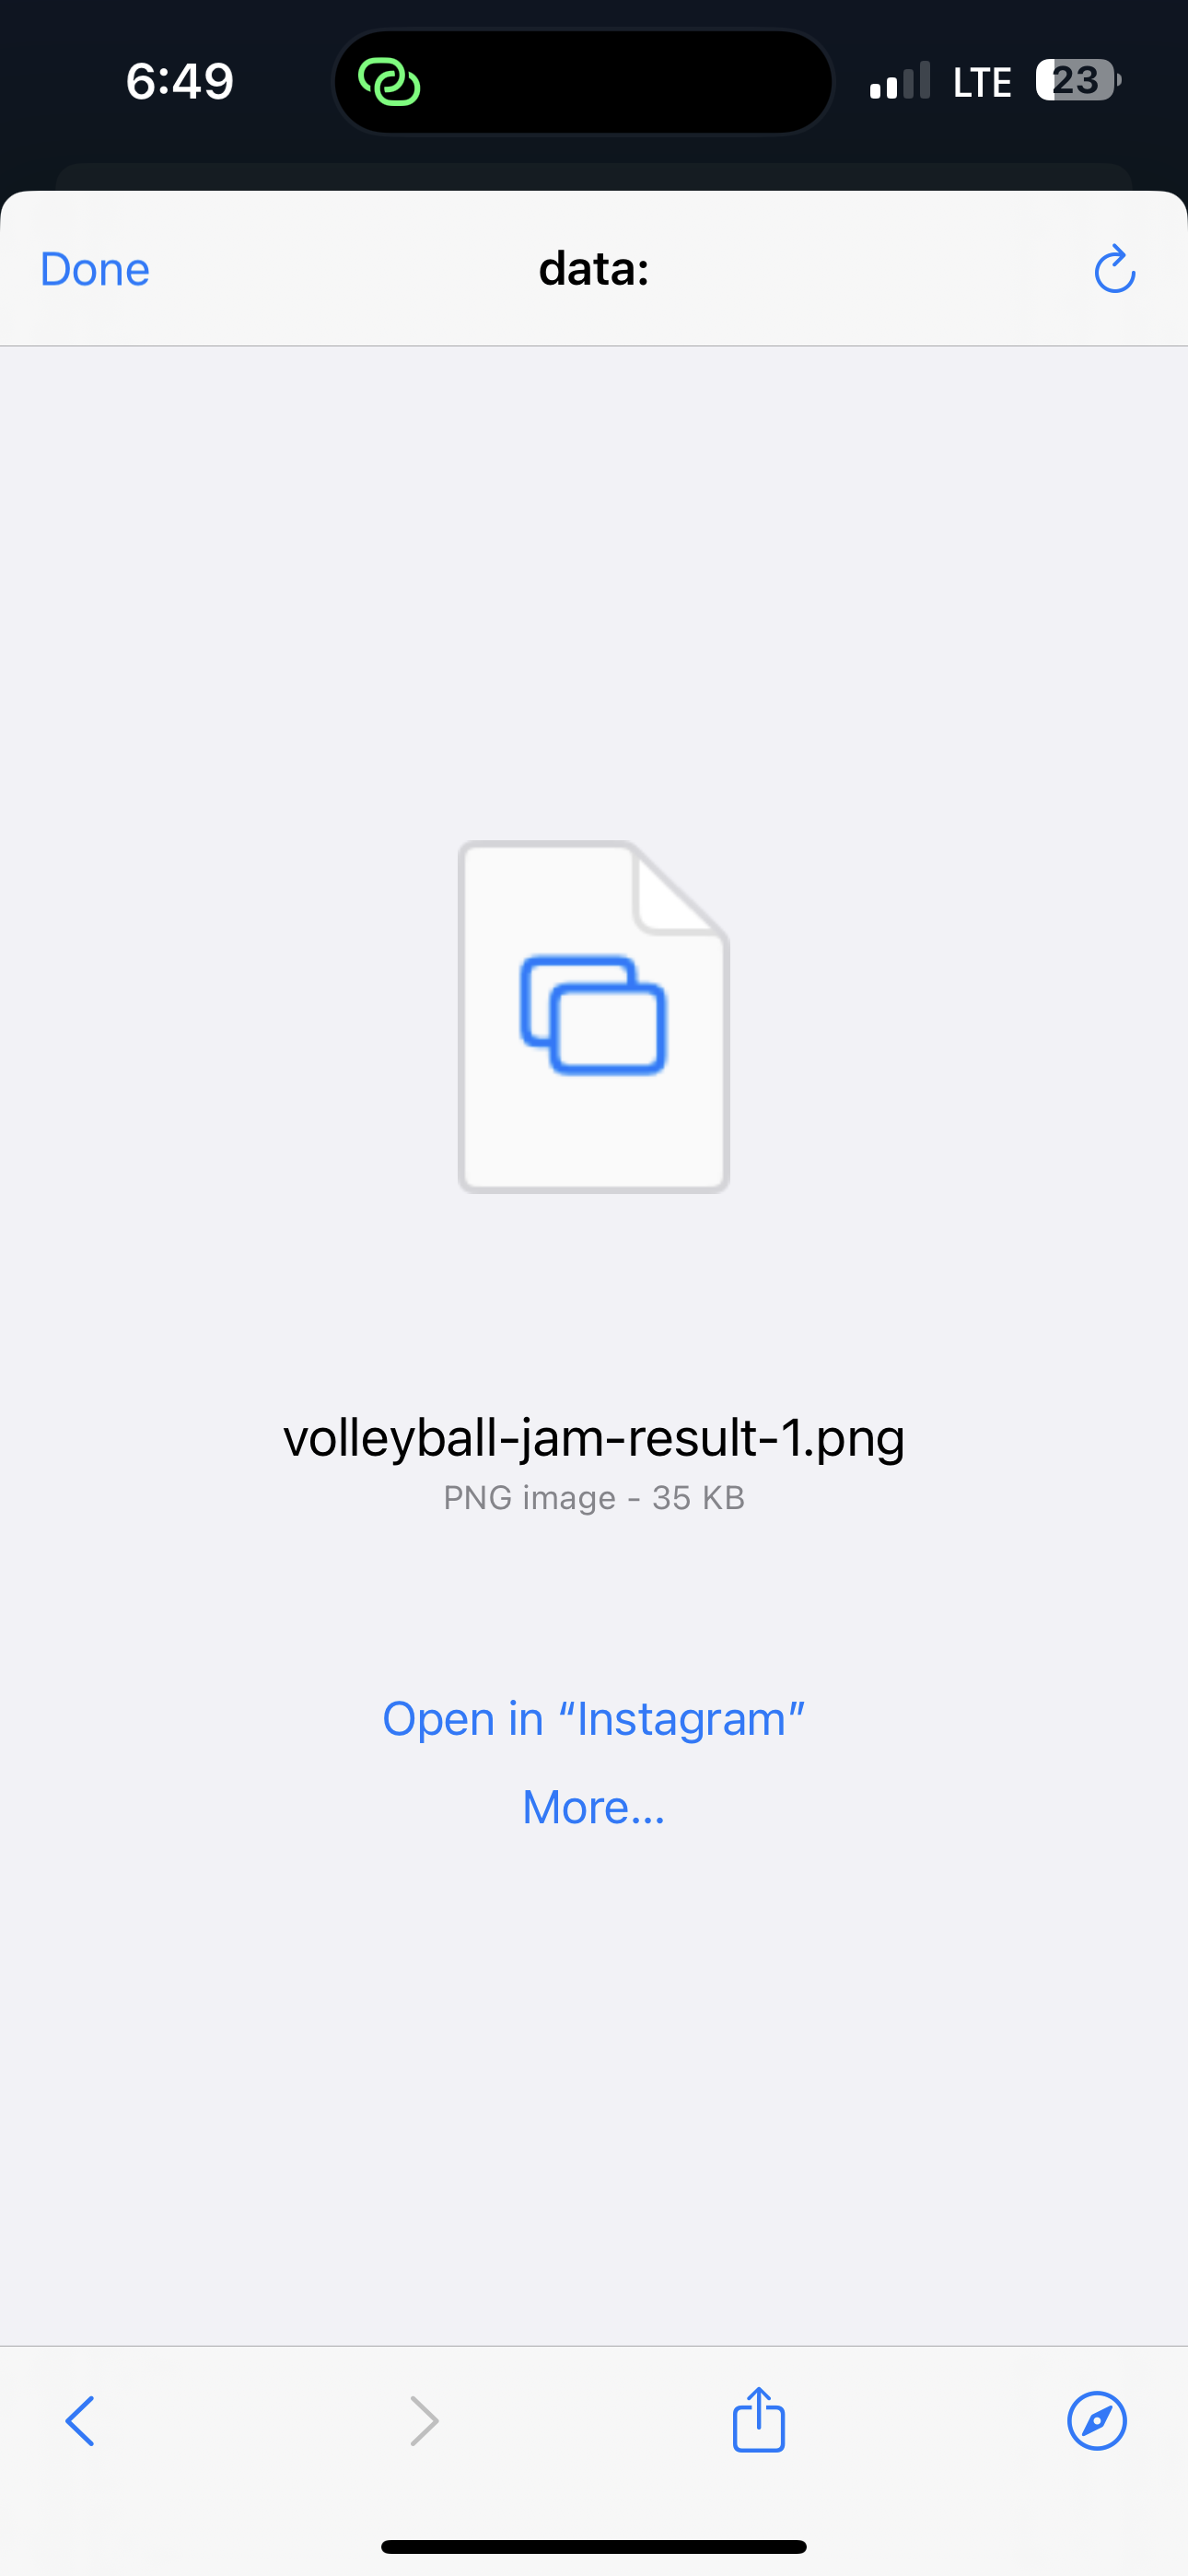 6:49
LTE
23
Done
data:
volleyball-jam-result-1.png
PNG image - 35 KB
Open in “Instagram”
More...